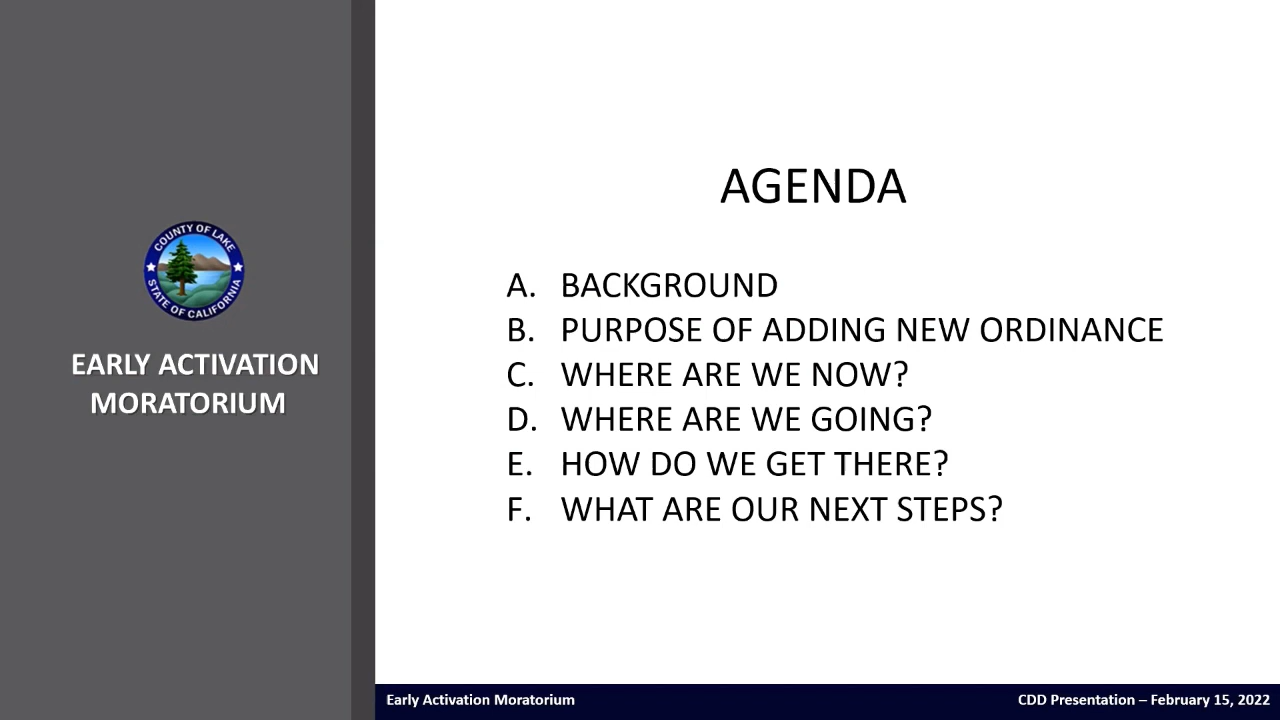 COUNTY OF LAKE
STATE OF CALIFORNIA
EARLY ACTIVATION
MORATORIUM
AGENDA
A. BACKGROUND
B. PURPOSE OF ADDING NEW ORDINANCE
C. WHERE ARE WE NOW?
D. WHERE ARE WE GOING?
E. HOW DO WE GET THERE?
F. WHAT ARE OUR NEXT STEPS?
Early Activation Moratorium
CDD Presentation – February 15, 2022